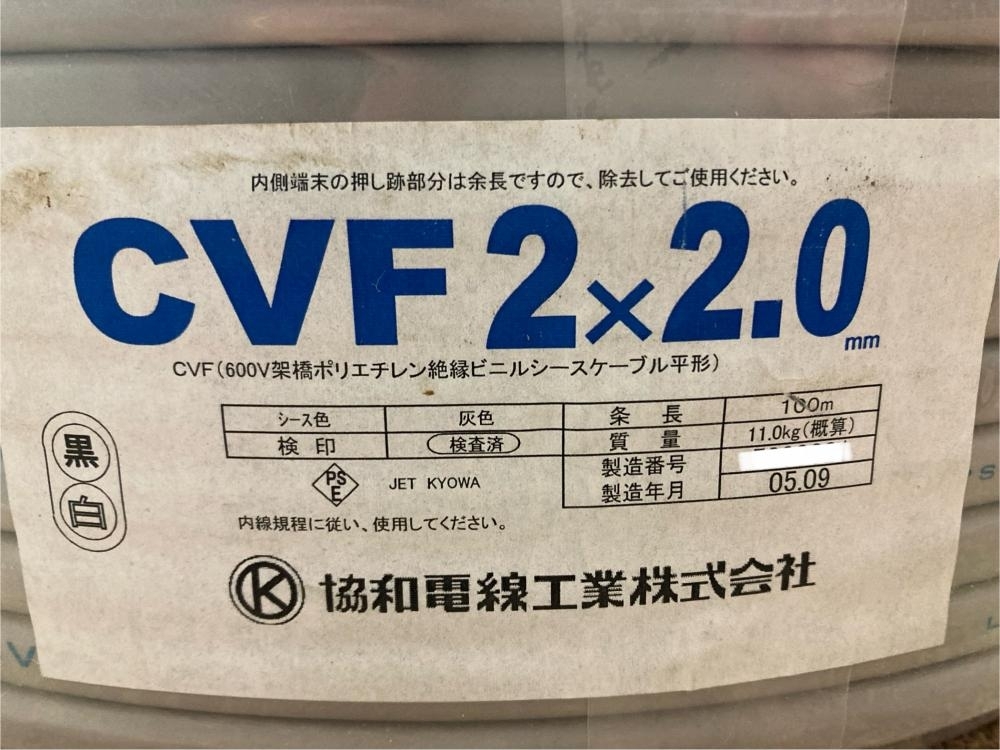 内側端末の押し跡部分は余長ですので、除去してご使用ください。
CVF 2×2.0mm
CVF(600V架橋ポリエチレン絶縁ビニルシースケーブル平形)
黒
白
シース色 灰色 条長 100m
検印 検査済 質量 11.0kg(概算)
製造番号
製造年月 05.09
PS
E
JET KYOWA
内線規程に従い、使用してください。
K 協和電線工業株式会社